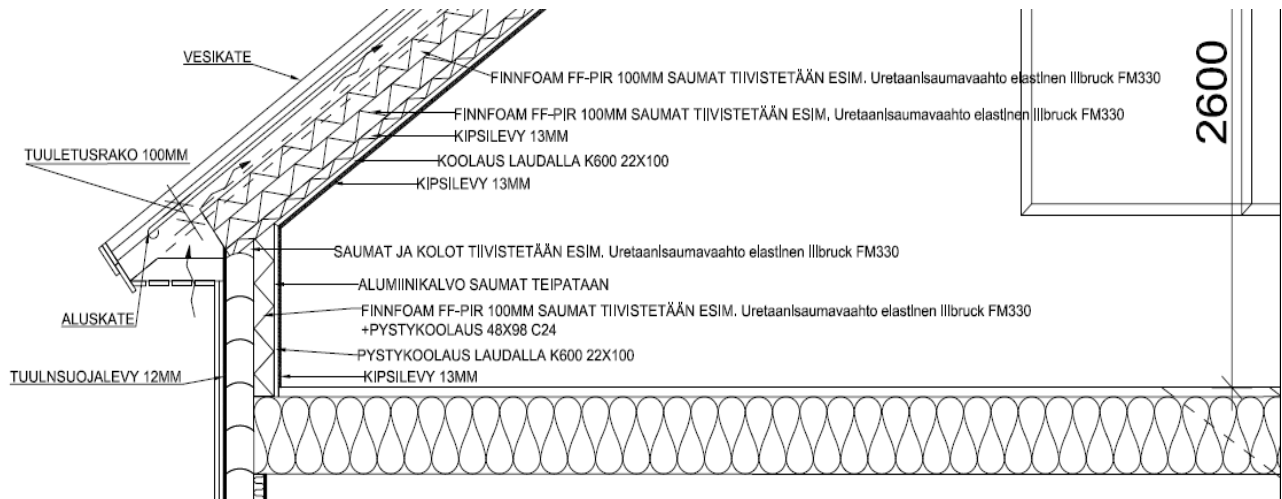 VESIKATE
FINNFOAM FF-PIR 100MM SAUMAT TIIVISTETÄÄN ESIM. Uretaanisaumavaahto elastinen Illbruck FM330
FINNFOAM FF-PIR 100MM SAUMAT TIIVISTETÄÄN ESIM. Uretaanisaumavaahto elastinen Illbruck FM330
KIPSILEVY 13MM
TUULETUSRAKO 100MM
KOOLAUS LAUDALLA K600 22X100
KIPSILEVY 13MM
2600
SAUMAT JA KOLOT TIIVISTETÄÄN ESIM. Uretaanisaumavaahto elastinen Illbruck FM330
ALUMIINIKALVO SAUMAT TEIPATAAN
FINNFOAM FF-PIR 100MM SAUMAT TIIVISTETÄÄN ESIM. Uretaanisaumavaahto elastinen Illbruck FM330
+PYSTYKOOLAUS 48X98 C24
ALUSKATE
PYSTYKOOLAUS LAUDALLA K600 22X100
TUULNSUOJALEVY 12MM
KIPSILEVY 13MM